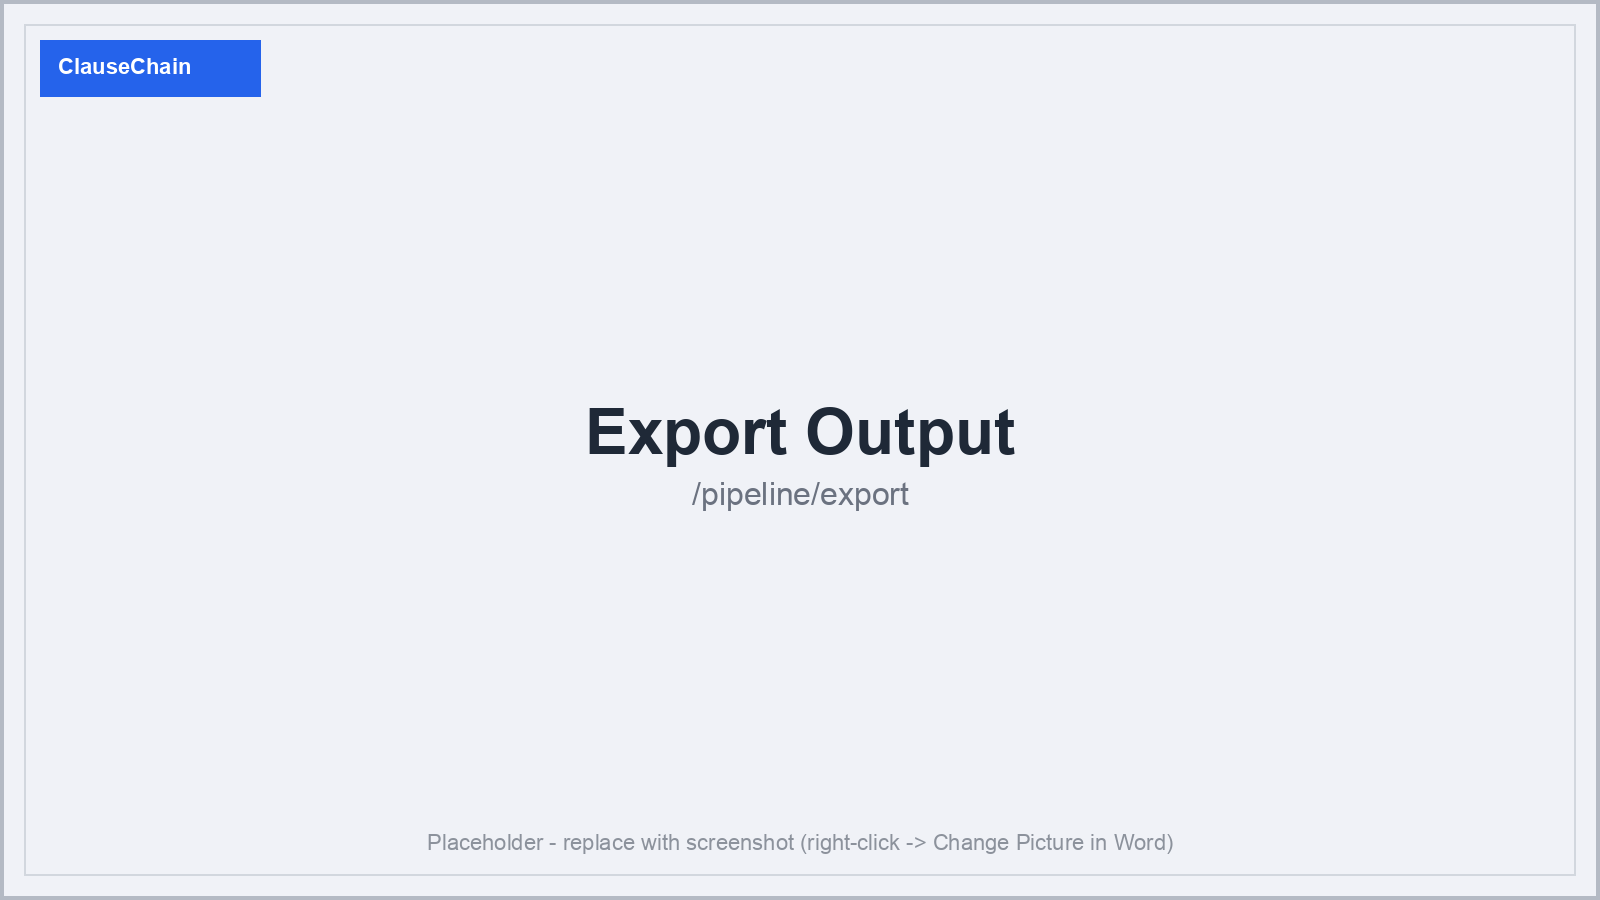 ClauseChain
Export Output
/pipeline/export
Placeholder - replace with screenshot (right-click -> Change Picture in Word)